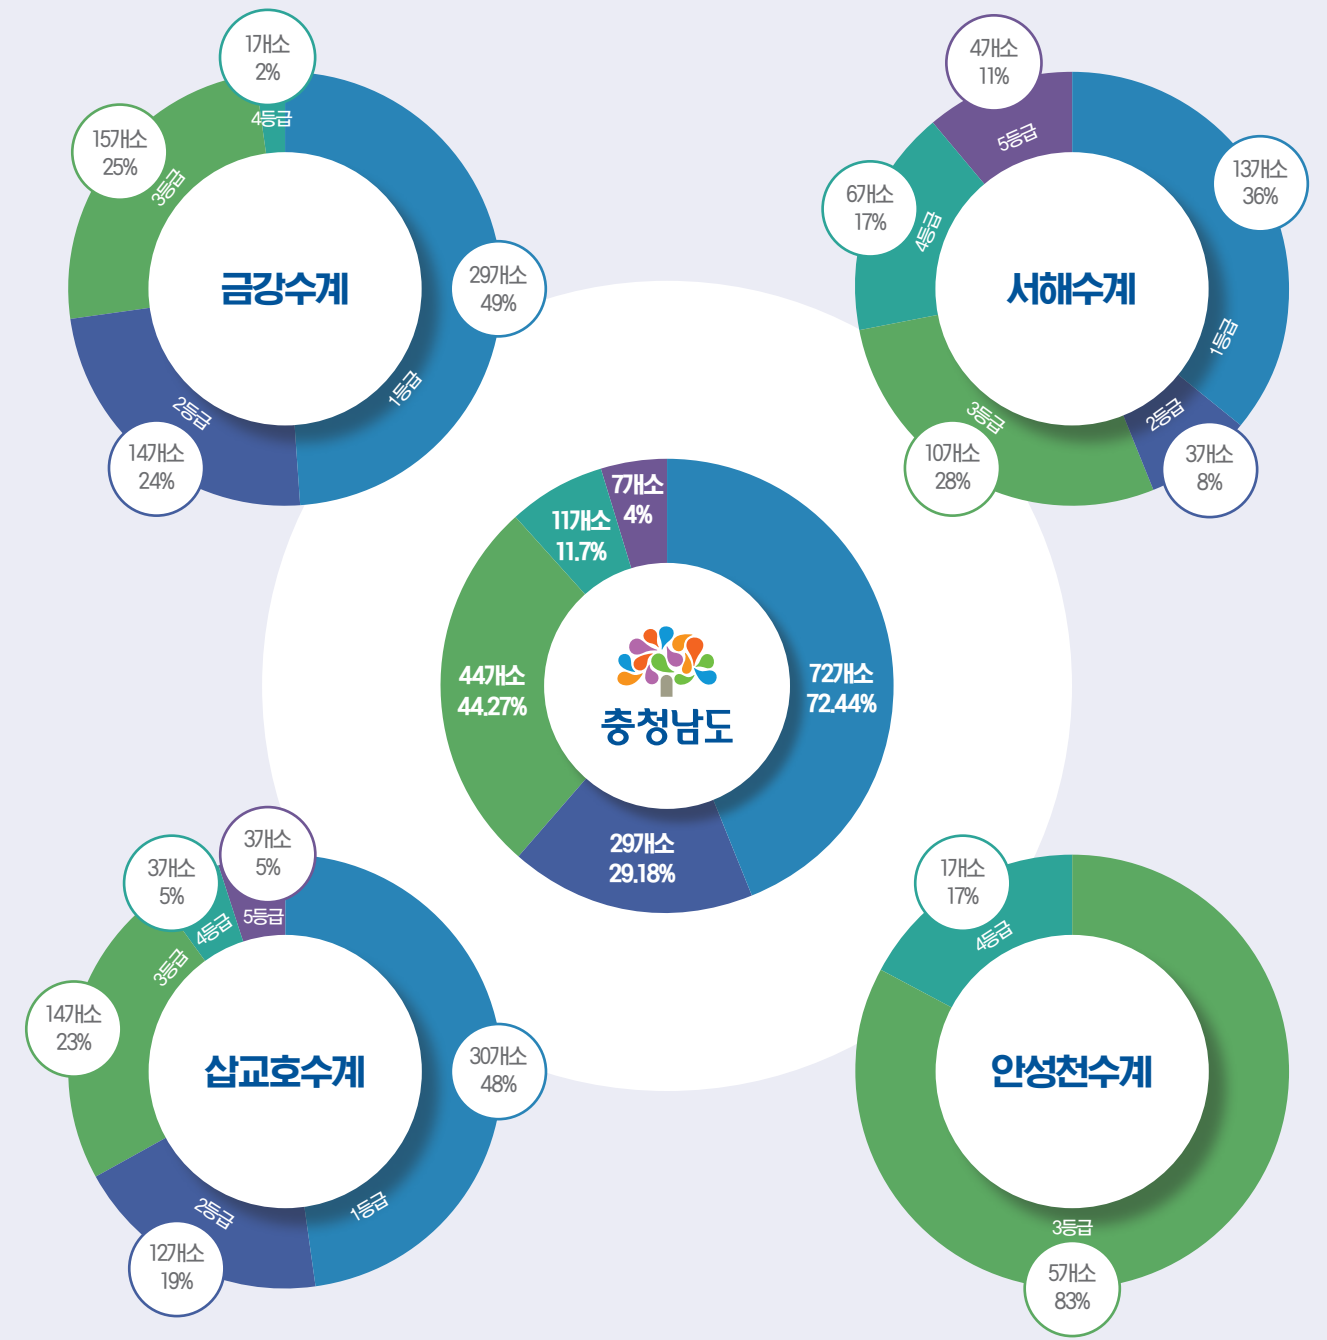 1개소
2%
4등급
15개소
25%
3등급
29개소
49%
1등급
14개소
24%
2등급
금강수계
4개소
11%
5등급
13개소
36%
1등급
6개소
17%
4등급
10개소
28%
3등급
3개소
8%
2등급
서해수계
7개소
4%
11개소
11.7%
44개소
44.27%
72개소
72.44%
29개소
29.18%
충청남도
3개소
5%
5등급
3개소
5%
4등급
14개소
23%
3등급
30개소
48%
1등급
12개소
19%
2등급
삽교호수계
1개소
17%
4등급
안성천수계
3등급
5개소
83%